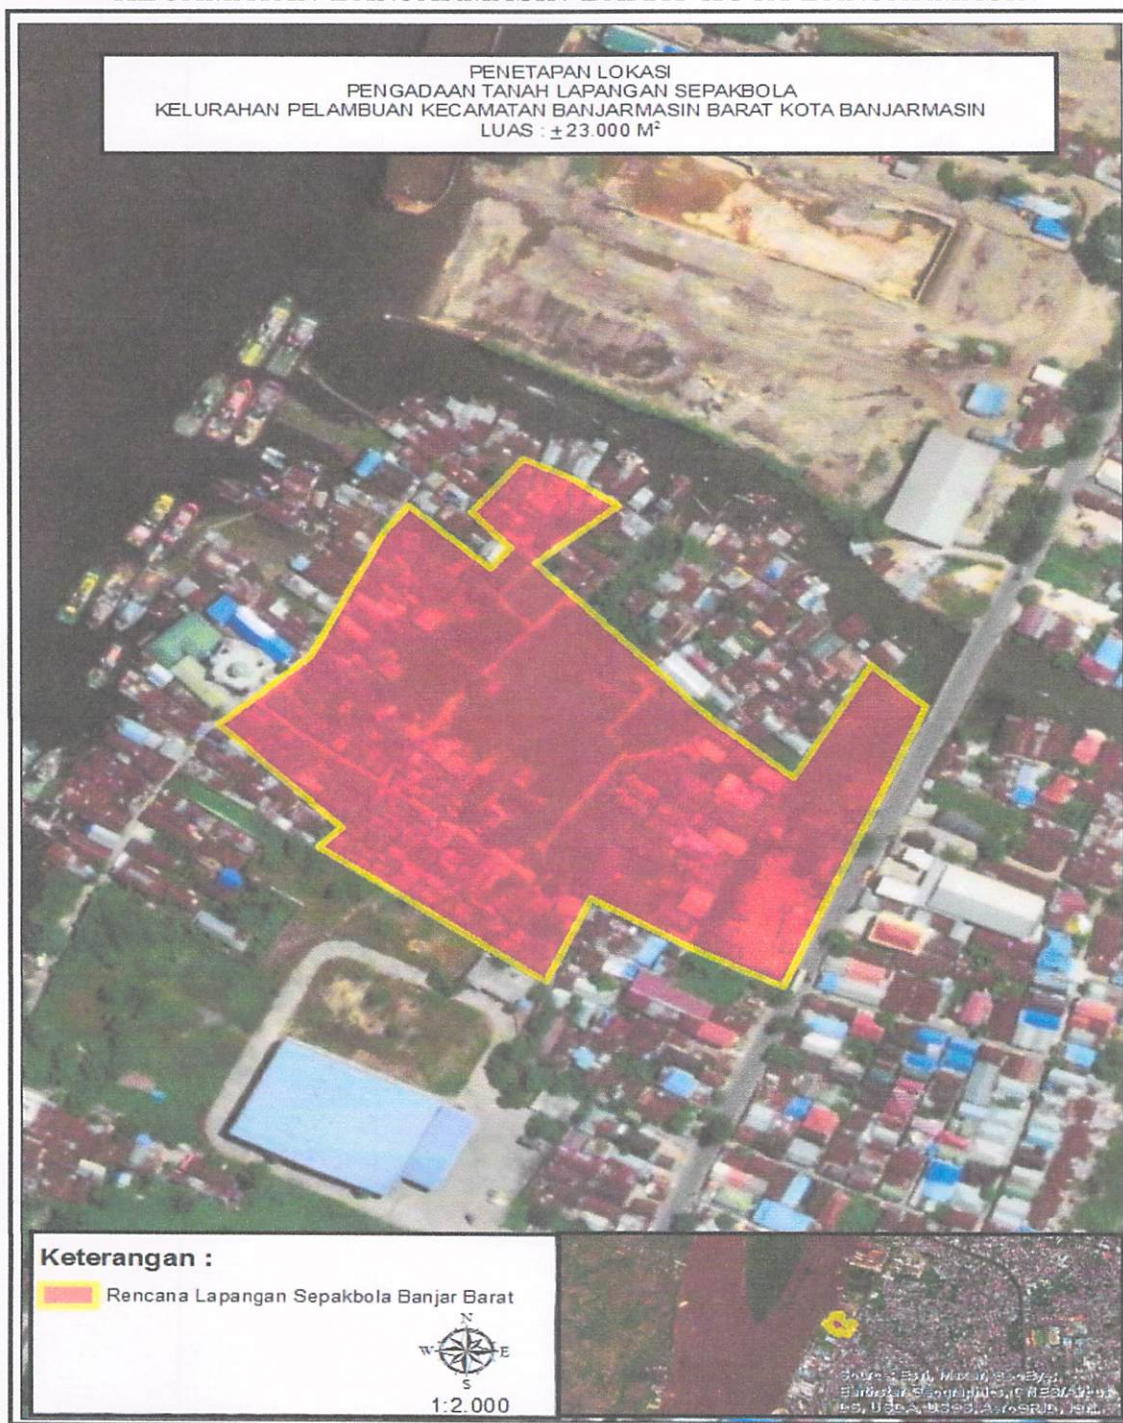 PENETAPAN LOKASI
PENGADAAN TANAH LAPANGAN SEPAKBOLA
KELURAHAN PELAMBUAN KECAMATAN BANJARMASIN BARAT KOTA BANJARMASIN
LUAS : ±23.000 M²
Keterangan :
Rencana Lapangan Sepakbola Banjar Barat
N
W E
S
1:2.000